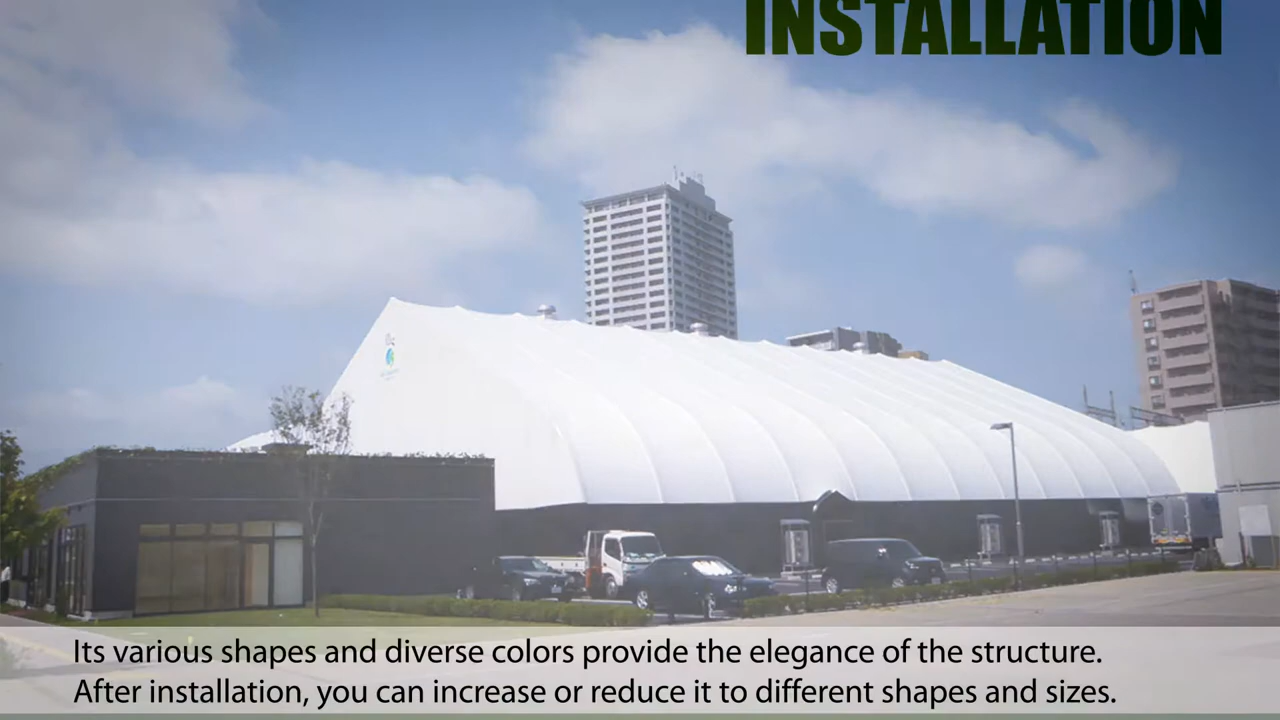 INSTALLATION
Its various shapes and diverse colors provide the elegance of the structure.
After installation, you can increase or reduce it to different shapes and sizes.